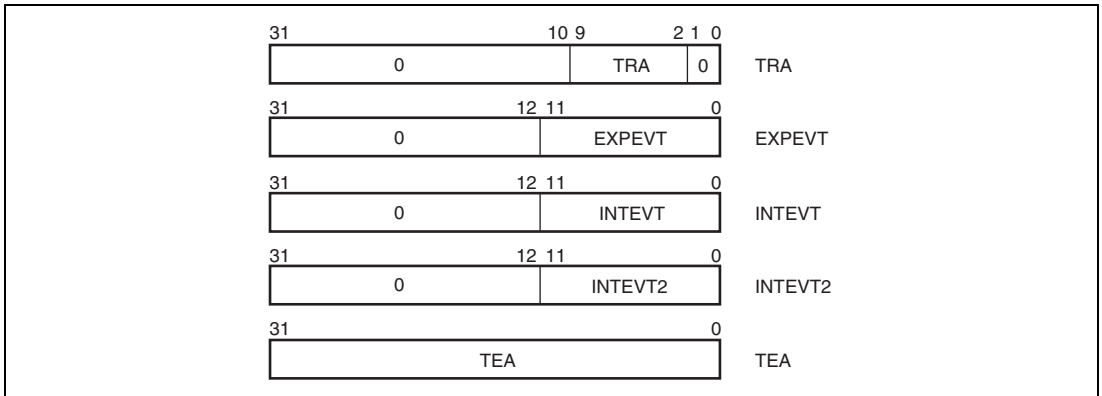 31 10 9 2 1 0
0 TRA 0 TRA
31 12 11 0
0 EXPEVT EXPEVT
31 12 11 0
0 INTEVT INTEVT
31 12 11 0
0 INTEVT2 INTEVT2
31 0
TEA TEA